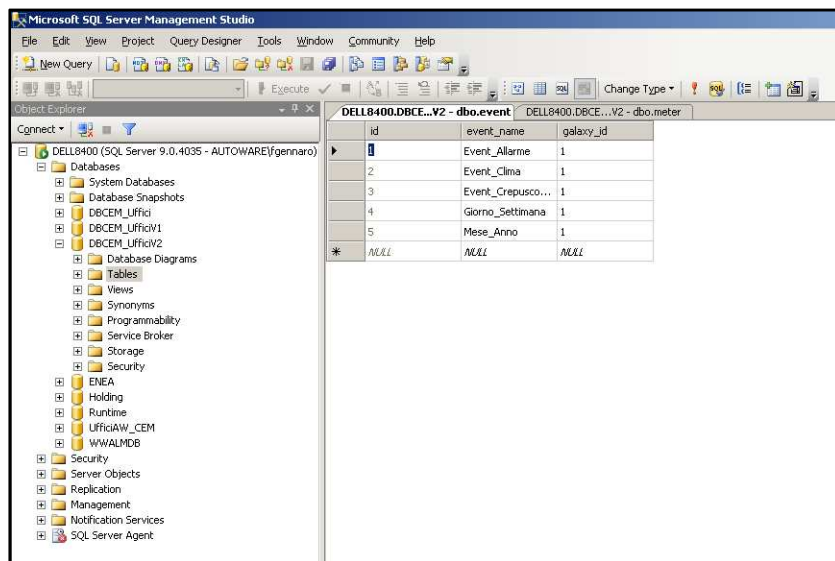 Microsoft SQL Server Management Studio
File Edit View Project Query Designer Tools Window Community Help
New Query
Execute Change Type
Object Explorer
DELL8400.DBCE...V2 - dbo.event DELL8400.DBCE...V2 - dbo.meter
Connect
id event_name galaxy_id
DELL8400 (SQL Server 9.0.4035 - AUTOWARE\fgennaro)
1 Event_Allarme 1
2 Event_Clima 1
3 Event_Crepusco... 1
4 Giorno_Settimana 1
5 Mese_Anno 1
NULL NULL NULL
Databases
System Databases
Database Snapshots
DBCEM_Uffici
DBCEM_UfficiV1
DBCEM_UfficiV2
Database Diagrams
Tables
Views
Synonyms
Programmability
Service Broker
Storage
Security
ENEA
Holding
Runtime
UfficiAW_CEM
WWALMDB
Security
Server Objects
Replication
Management
Notification Services
SQL Server Agent